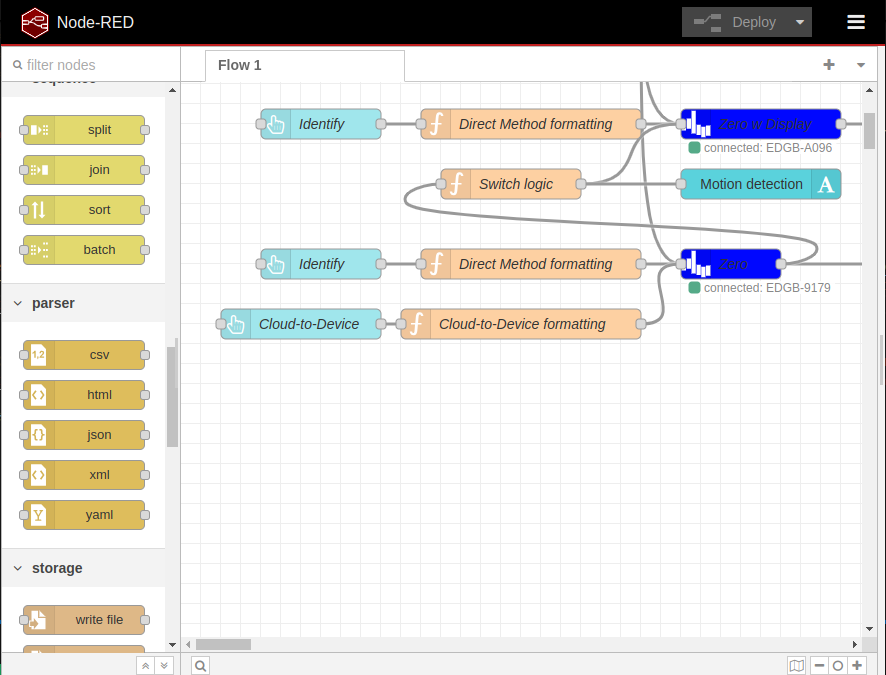 Node-RED
Deploy
filter nodes
Flow 1
sequence
split
join
sort
batch
parser
csv
html
json
xml
yaml
storage
write file
Identify
Direct Method formatting
Zero w Display
connected: EDGB-A096
Switch logic
Motion detection
A
Identify
Direct Method formatting
Zero
connected: EDGB-9179
Cloud-to-Device
Cloud-to-Device formatting